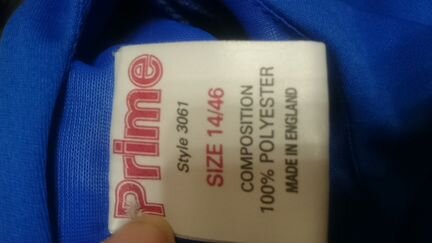 Prime
Style 3061
SIZE 14/46
COMPOSITION
100% POLYESTER
MADE IN ENGLAND